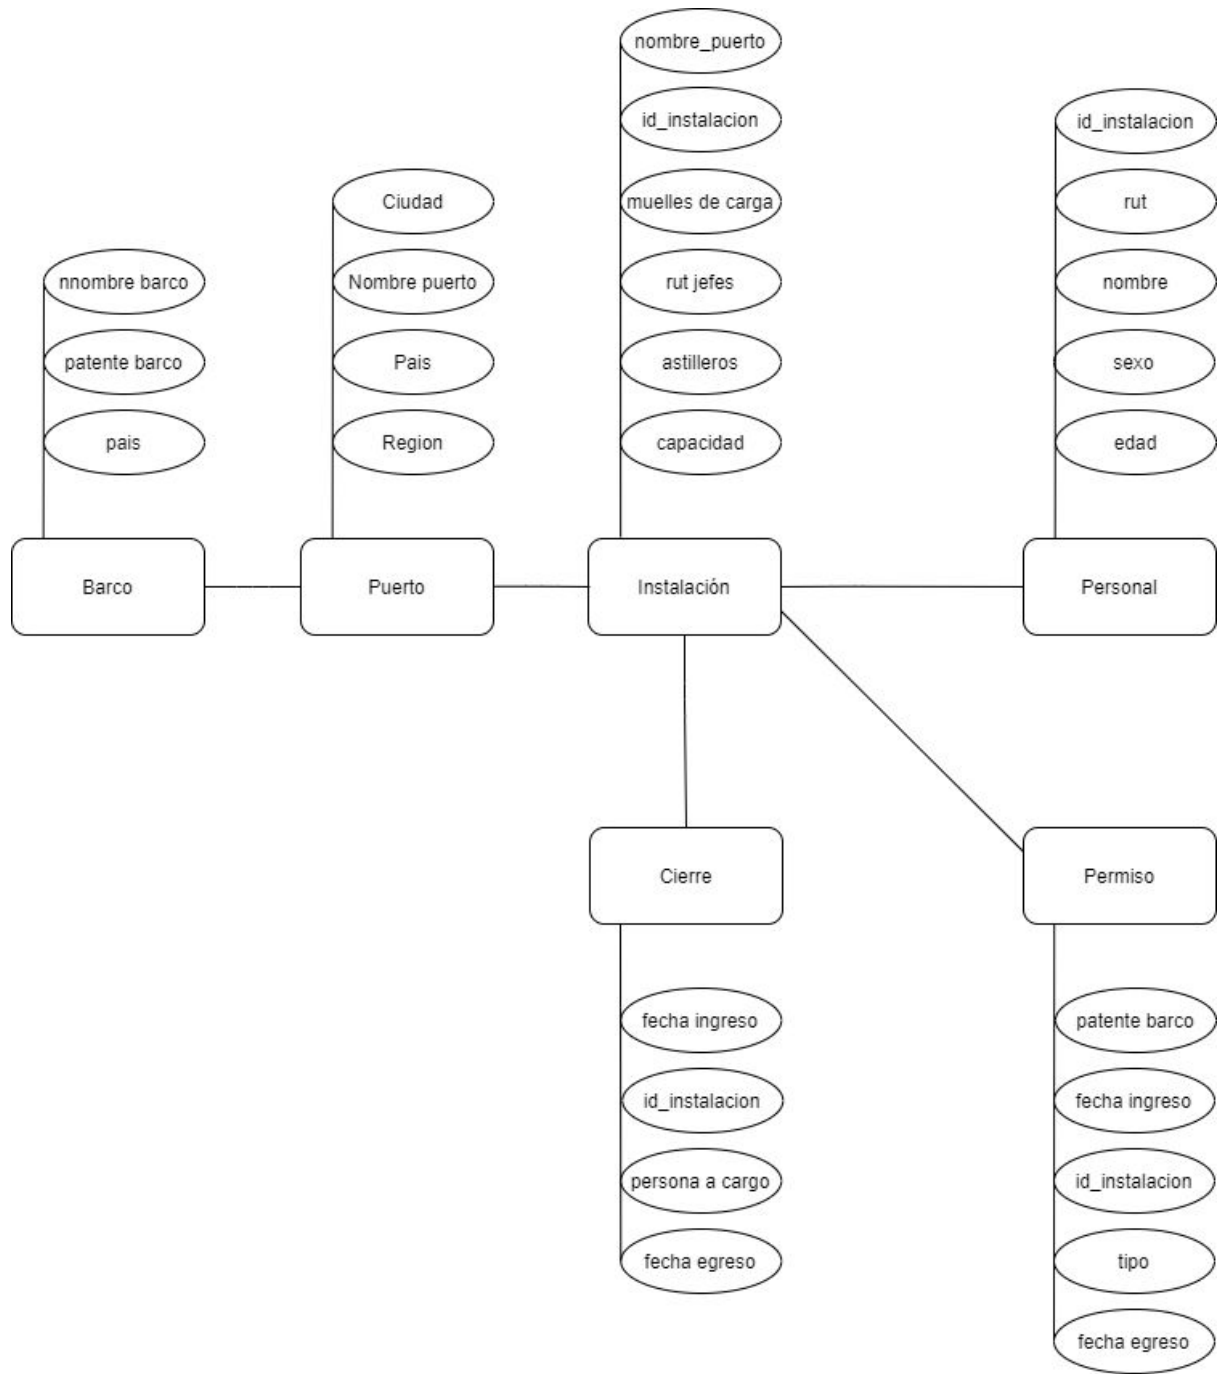 nombre_puerto
id_instalacion
muelles de carga
rut jefes
astilleros
capacidad
id_instalacion
rut
nombre
sexo
edad
Ciudad
Nombre puerto
Pais
Region
nnombre barco
patente barco
pais
Barco
Puerto
Instalación
Personal
Cierre
Permiso
fecha ingreso
id_instalacion
persona a cargo
fecha egreso
patente barco
fecha ingreso
id_instalacion
tipo
fecha egreso